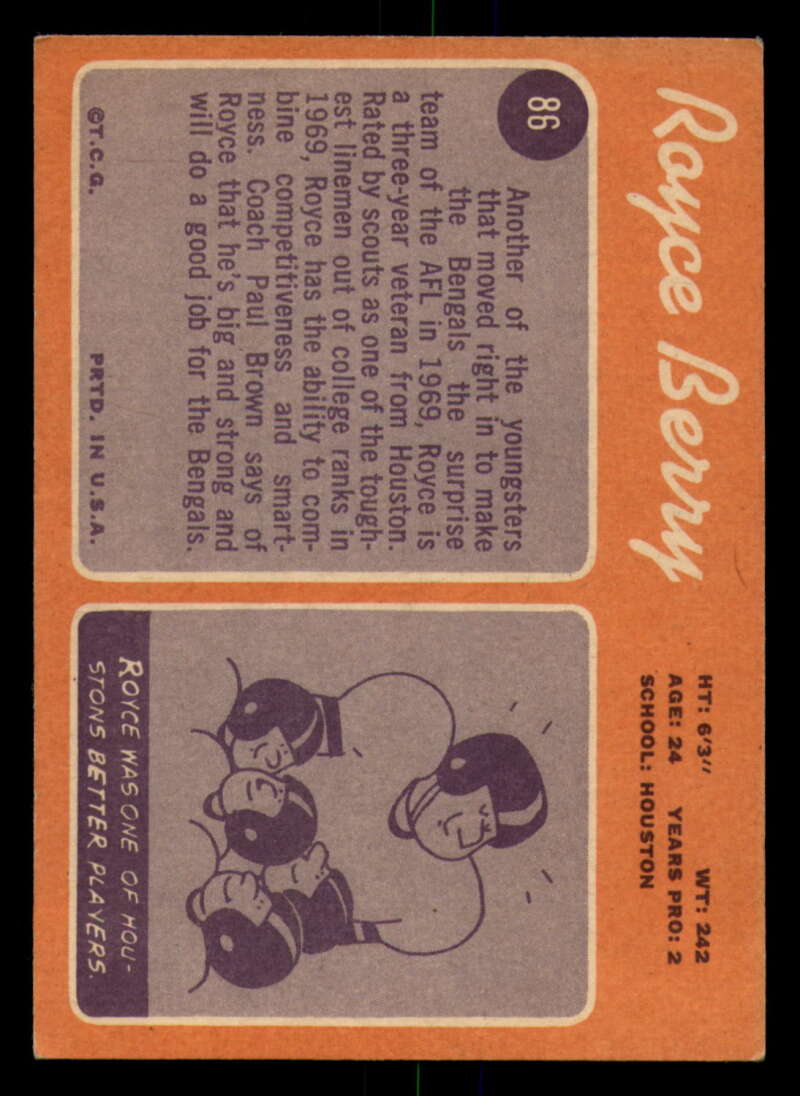 Royce Berry
HT: 6'3" WT: 242
AGE: 24 YEARS PRO: 2
SCHOOL: HOUSTON
86
Another of the youngsters
that moved right in to make
the Bengals the surprise
team of the AFL in 1969, Royce is
a three-year veteran from Houston.
Rated by scouts as one of the tough-
est linemen out of college ranks in
1969, Royce has the ability to com-
bine competitiveness and smart-
ness. Coach Paul Brown says of
Royce that he's big and strong and
will do a good job for the Bengals.
©T.C.G. PRTD. IN U.S.A.
ROYCE WAS ONE OF HOU-
STONS BETTER PLAYERS.